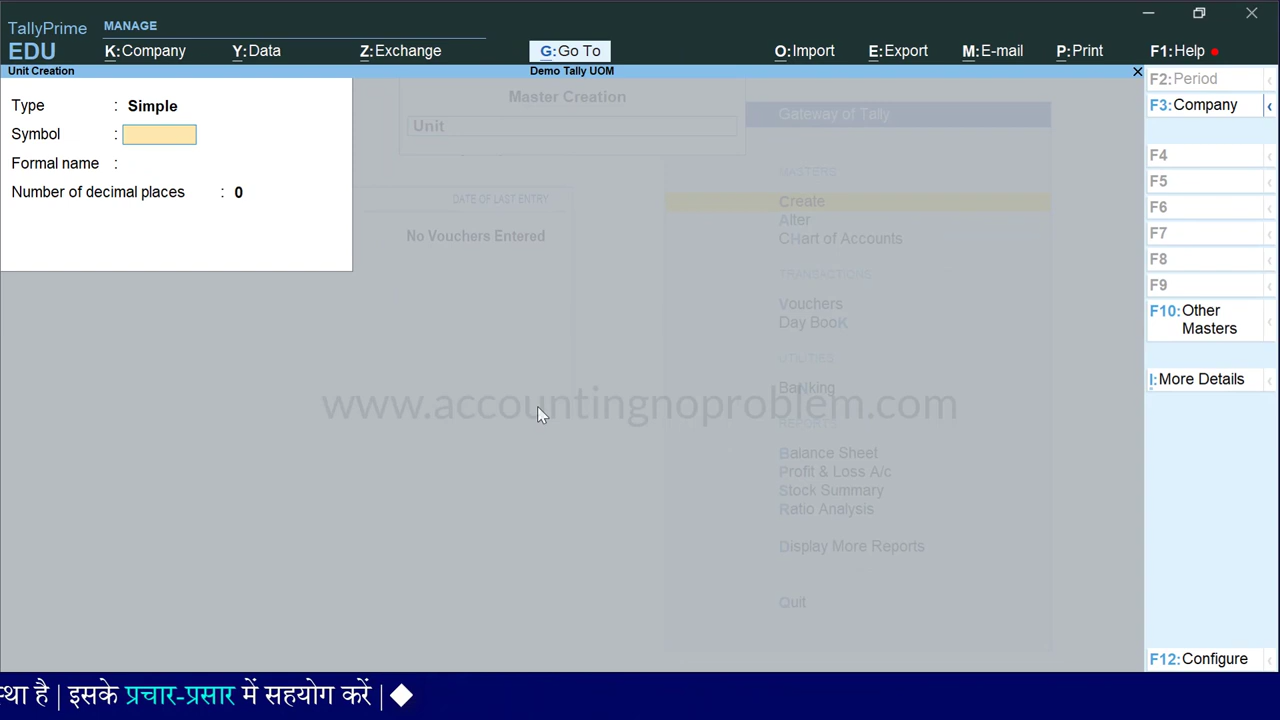 TallyPrime
EDU
MANAGE
K:Company
Y:Data
Z:Exchange
G:Go To
O:Import
E:Export
M:E-mail
P:Print
F1:Help
Unit Creation
Demo Tally UOM
Type : Simple
Symbol :
Formal name :
Number of decimal places : 0
Master Creation
Unit
DATE OF LAST ENTRY
No Vouchers Entered
Gateway of Tally
MASTERS
Create
Alter
CHart of Accounts
TRANSACTIONS
Vouchers
Day BooK
UTILITIES
BaNking
REPORTS
Balance Sheet
Profit & Loss A/c
Stock Summary
Ratio Analysis
Display More Reports
Quit
F2:Period
F3:Company
F4
F5
F6
F7
F8
F9
F10:Other
Masters
I:More Details
F12:Configure
www.accountingnoproblem.com
स्था है | इसके प्रचार-प्रसार में सहयोग करें |